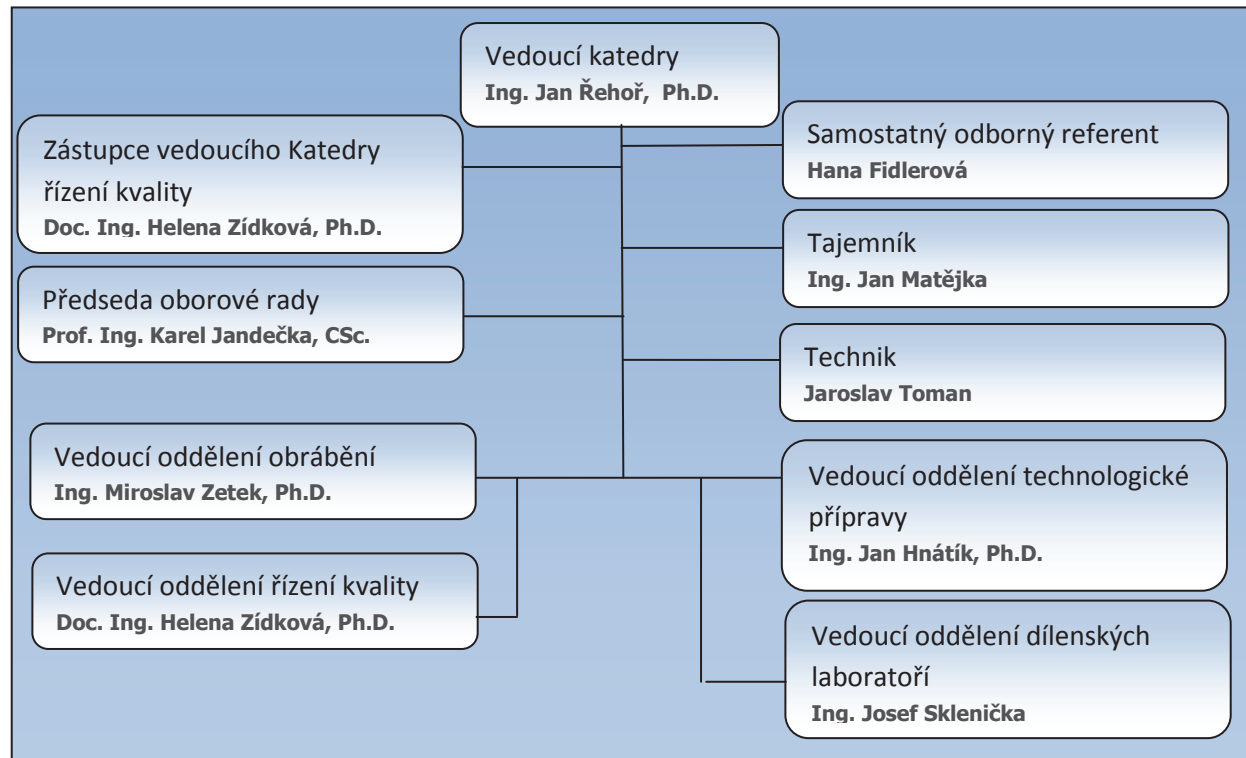 Vedoucí katedry
Ing. Jan Řehoř, Ph.D.
Zástupce vedoucího Katedry
řízení kvality
Doc. Ing. Helena Zídková, Ph.D.
Samostatný odborný referent
Hana Fidlerová
Předseda oborové rady
Prof. Ing. Karel Jandečka, CSc.
Tajemník
Ing. Jan Matějka
Technik
Jaroslav Toman
Vedoucí oddělení obrábění
Ing. Miroslav Zetek, Ph.D.
Vedoucí oddělení technologické
přípravy
Ing. Jan Hnátík, Ph.D.
Vedoucí oddělení řízení kvality
Doc. Ing. Helena Zídková, Ph.D.
Vedoucí oddělení dílenských
laboratoří
Ing. Josef Sklenička